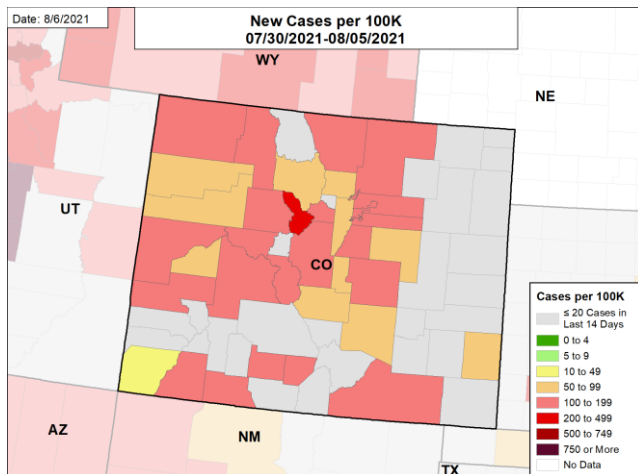 Date: 8/6/2021
New Cases per 100K
07/30/2021-08/05/2021
WY
NE
UT
CO
AZ
NM
TX
Cases per 100K
≤ 20 Cases in
Last 14 Days
0 to 4
5 to 9
10 to 49
50 to 99
100 to 199
200 to 499
500 to 749
750 or More
No Data